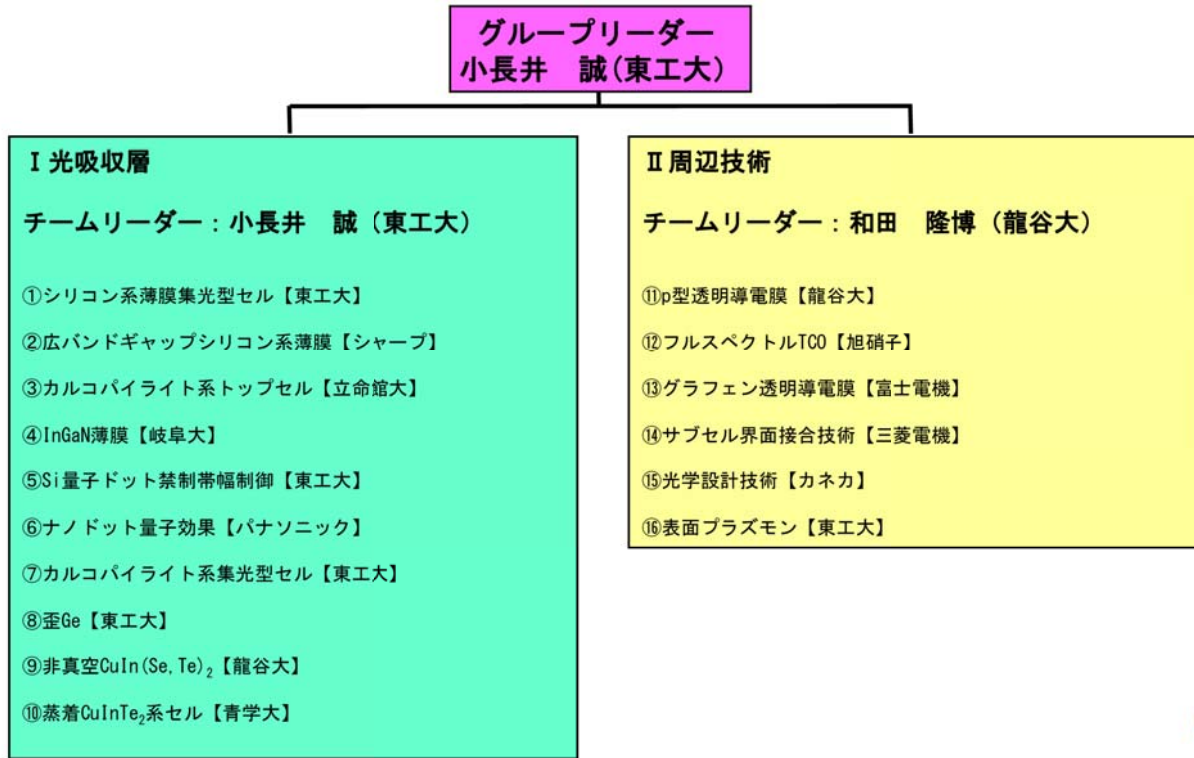 グループリーダー
小長井　誠(東工大)
Ⅰ光吸収層
チームリーダー：小長井　誠（東工大）
①シリコン系薄膜集光型セル【東工大】
②広バンドギャップシリコン系薄膜【シャープ】
③カルコパイライト系トップセル【立命館大】
④InGaN薄膜【岐阜大】
⑤Si量子ドット禁制帯幅制御【東工大】
⑥ナノドット量子効果【パナソニック】
⑦カルコパイライト系集光型セル【東工大】
⑧歪Ge【東工大】
⑨非真空CuIn(Se,Te)₂【龍谷大】
⑩蒸着CuInTe₂系セル【青学大】
Ⅱ周辺技術
チームリーダー：和田　隆博（龍谷大）
⑪p型透明導電膜【龍谷大】
⑫フルスペクトルTCO【旭硝子】
⑬グラフェン透明導電膜【富士電機】
⑭サブセル界面接合技術【三菱電機】
⑮光学設計技術【カネカ】
⑯表面プラズモン【東工大】